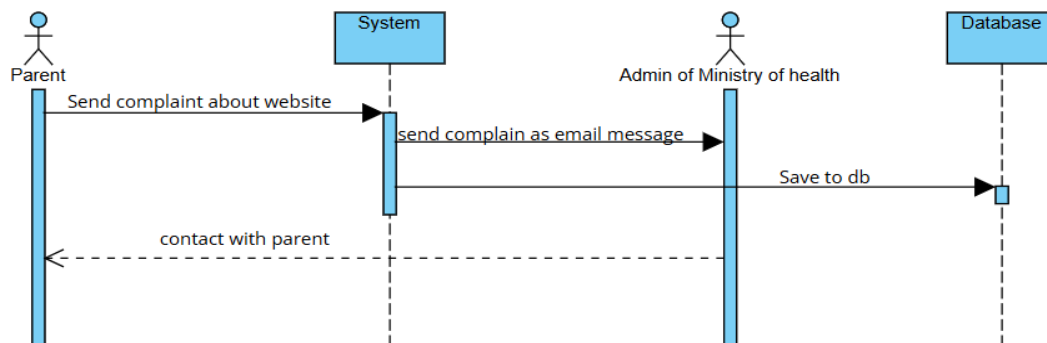 System
Database
Parent
Admin of Ministry of health
Send complaint about website
send complain as email message
Save to db
contact with parent